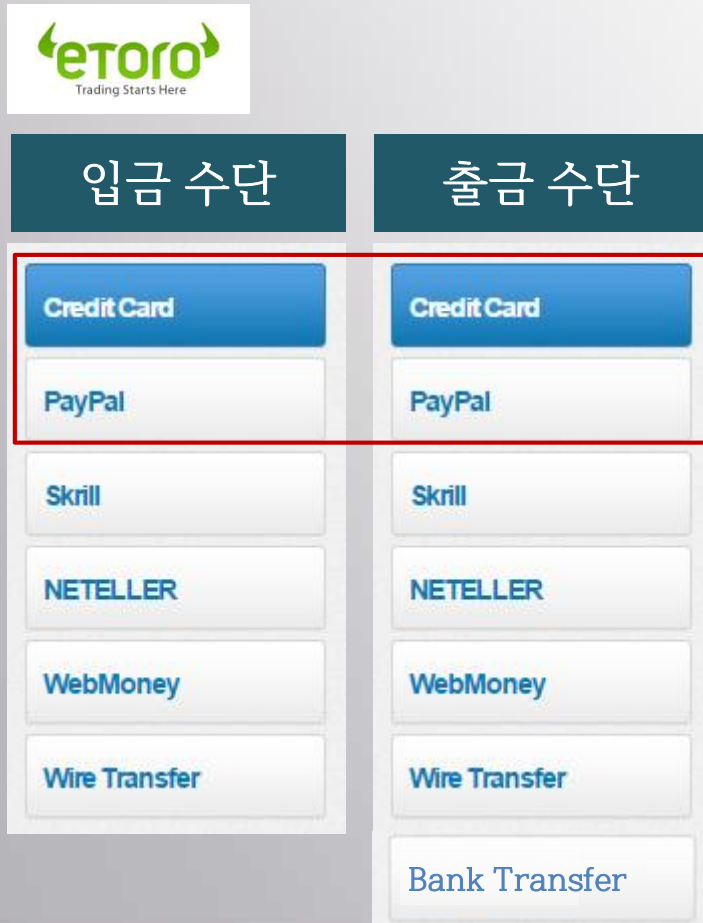 etoro
Trading Starts Here
입금 수단
Credit Card
PayPal
Skrill
NETELLER
WebMoney
Wire Transfer
출금 수단
Credit Card
PayPal
Skrill
NETELLER
WebMoney
Wire Transfer
Bank Transfer